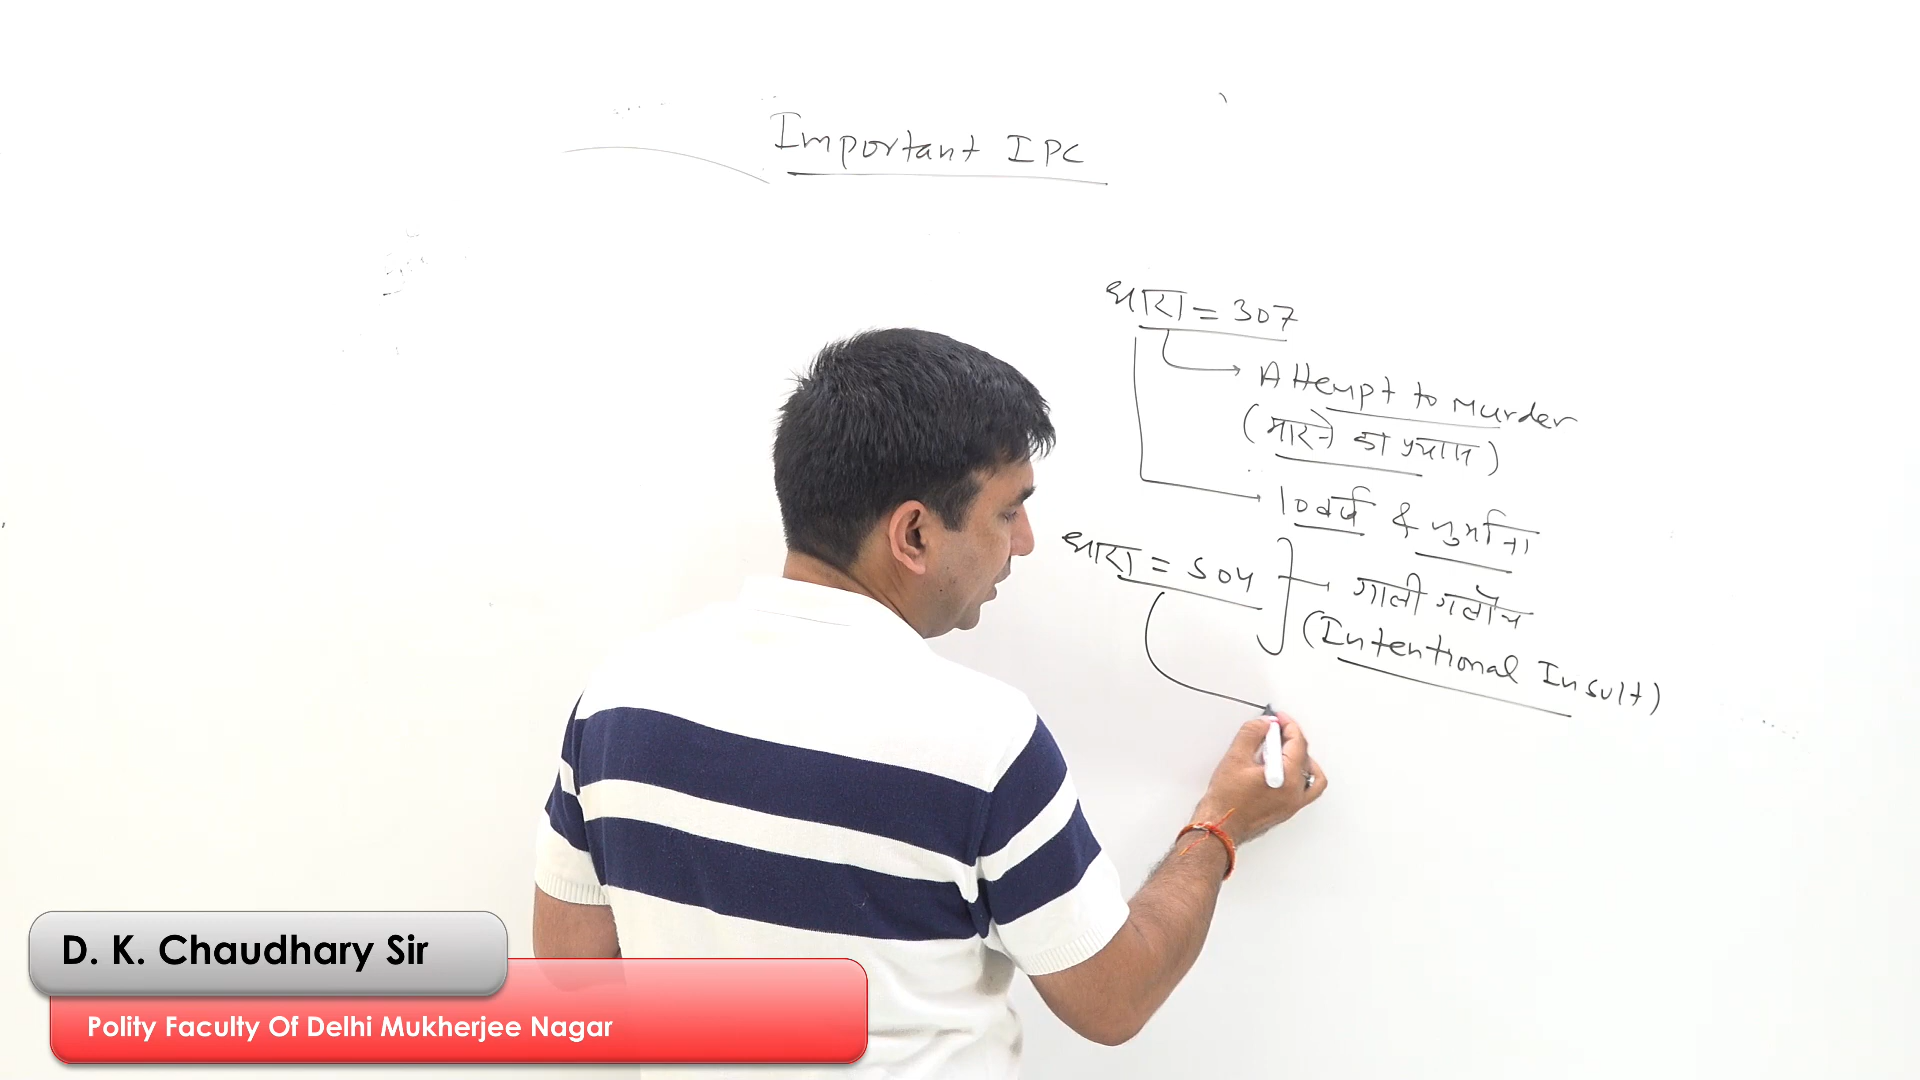 Important IPC
धारा = 307
Attempt to Murder
(मारने का प्रयास)
10 वर्ष & जुर्माना
धारा = 504
गाली गलौच
(Intentional Insult)
D. K. Chaudhary Sir
Polity Faculty Of Delhi Mukherjee Nagar